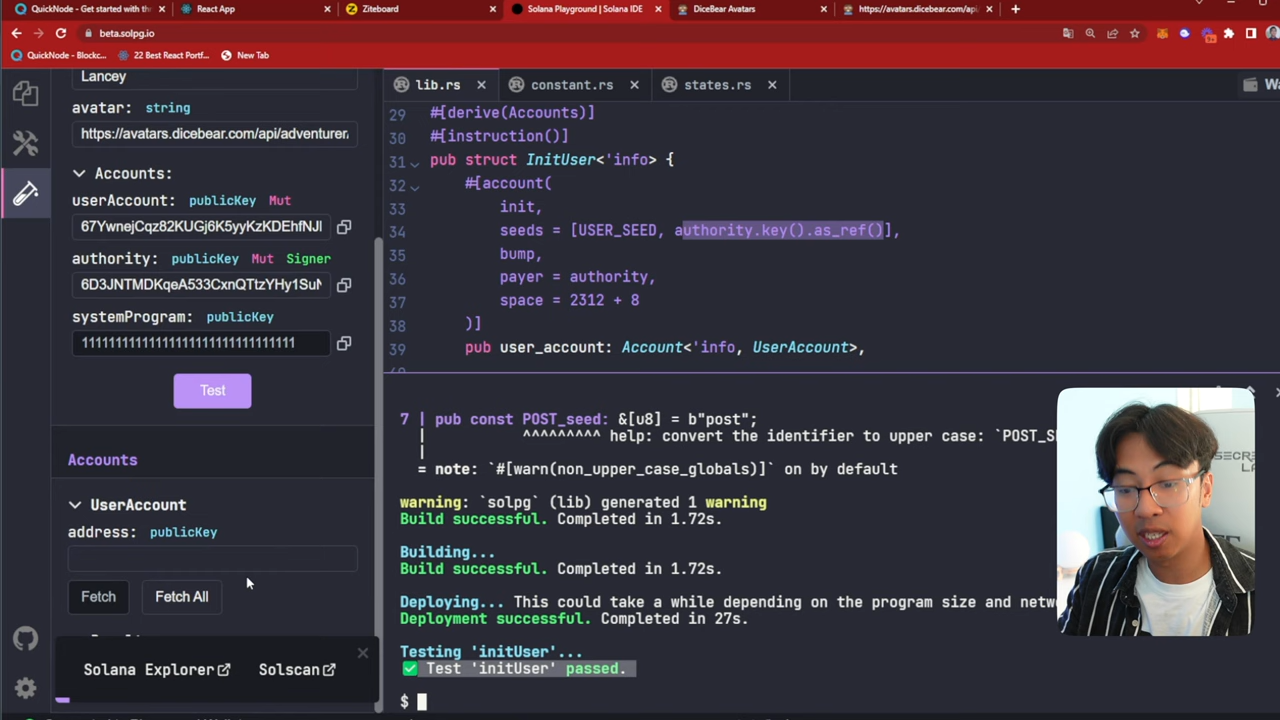 QuickNode - Get started with th
React App
Ziteboard
Solana Playground | Solana IDE
DiceBear Avatars
https://avatars.dicebear.com/api
beta.solpg.io
QuickNode - Blockc...
22 Best React Portf...
New Tab
Lancey
avatar: string
https://avatars.dicebear.com/api/adventurer
Accounts:
userAccount: publicKey Mut
67YwnejCqz82KUGj6K5yyKzKDEhfNJl
authority: publicKey Mut Signer
6D3JNTMDKqeA533CxnQTtzYHy1SuN
systemProgram: publicKey
11111111111111111111111111111111
Test
Accounts
UserAccount
address: publicKey
Fetch
Fetch All
Solana Explorer
Solscan
lib.rs
constant.rs
states.rs
Wa
29 #[derive(Accounts)]
30 #[instruction()]
31 pub struct InitUser<'info> {
32 #[account(
33 init,
34 seeds = [USER_SEED, authority.key().as_ref()],
35 bump,
36 payer = authority,
37 space = 2312 + 8
38 )]
39 pub user_account: Account<'info, UserAccount>,
7 | pub const POST_seed: &[u8] = b"post";
| ^^^^^^^^^ help: convert the identifier to upper case: `POST_SE
|
= note: `#[warn(non_upper_case_globals)]` on by default
warning: `solpg` (lib) generated 1 warning
Build successful. Completed in 1.72s.
Building...
Build successful. Completed in 1.72s.
Deploying... This could take a while depending on the program size and netw
Deployment successful. Completed in 27s.
Testing 'initUser'...
✅ Test 'initUser' passed.
$